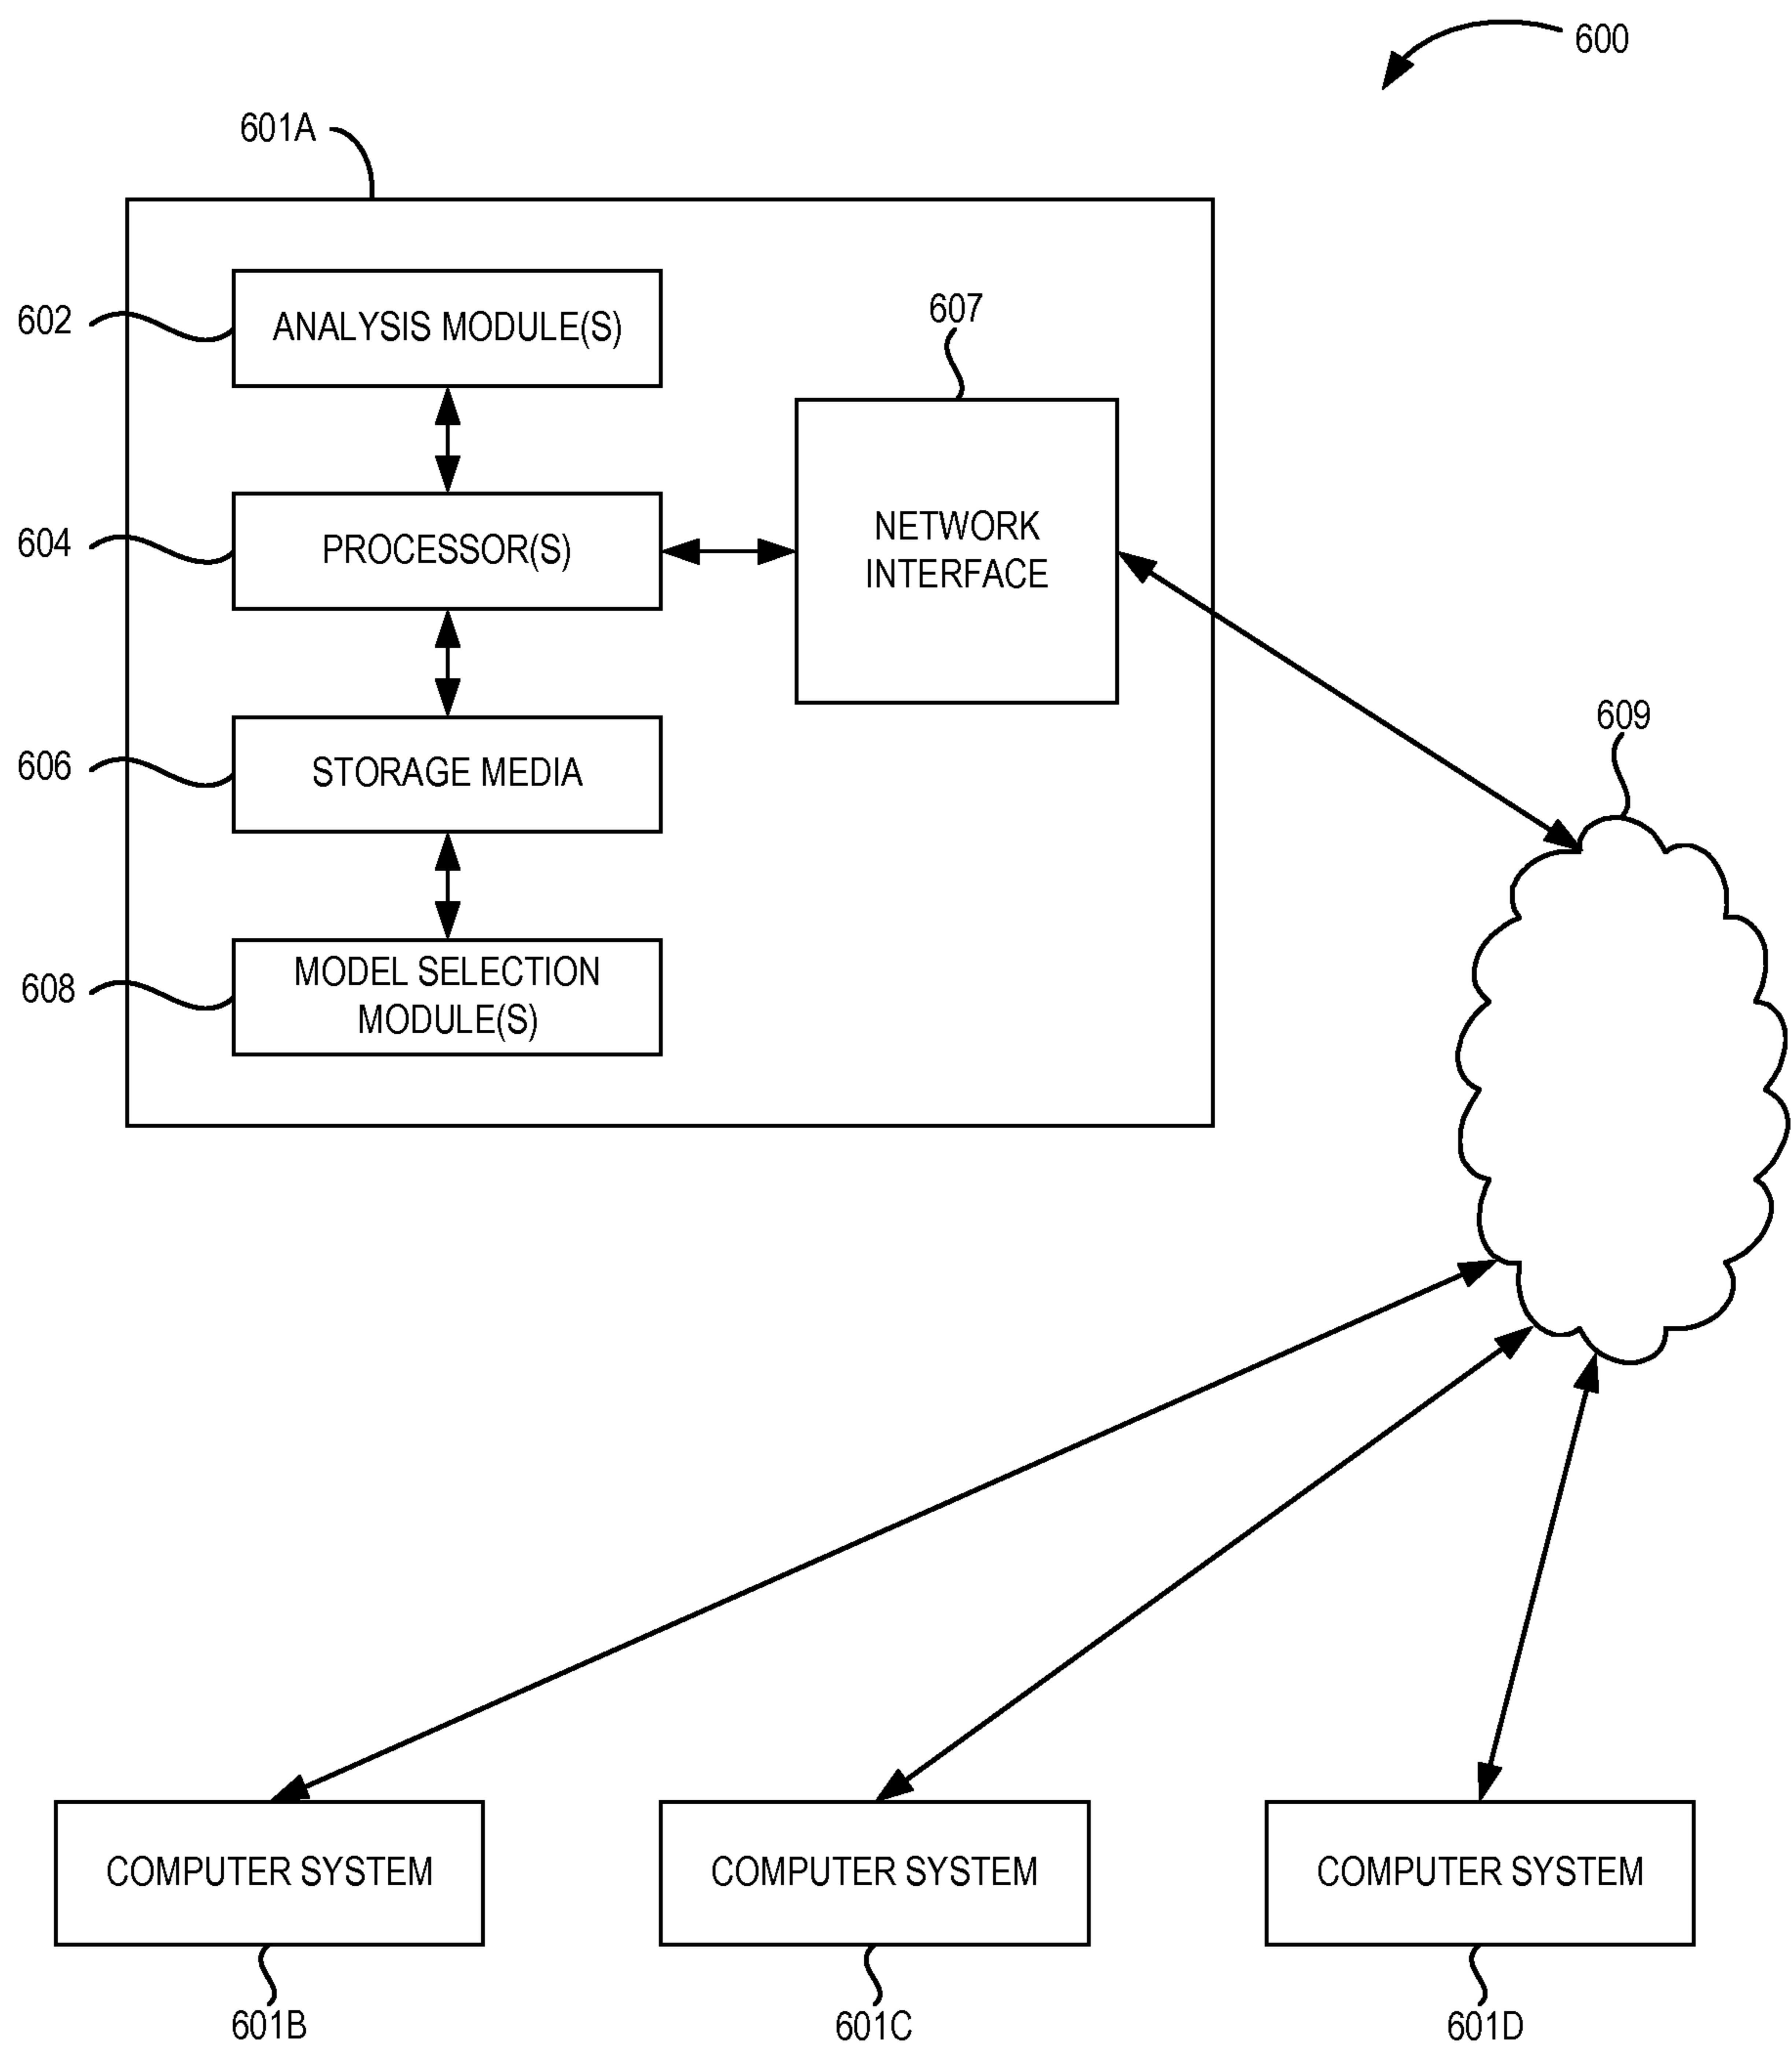 600
601A
602
ANALYSIS MODULE(S)
607
604
PROCESSOR(S)
NETWORK
INTERFACE
609
606
STORAGE MEDIA
608
MODEL SELECTION
MODULE(S)
COMPUTER SYSTEM
COMPUTER SYSTEM
COMPUTER SYSTEM
601B
601C
601D